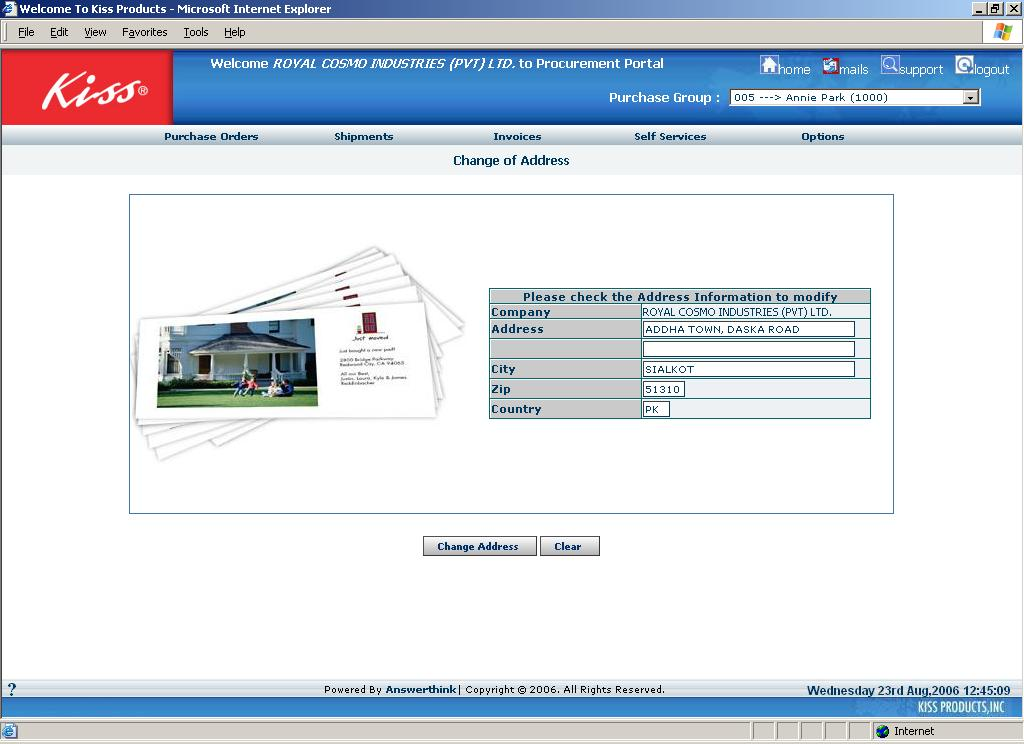 Welcome To Kiss Products - Microsoft Internet Explorer
File Edit View Favorites Tools Help
Kiss®
Welcome ROYAL COSMO INDUSTRIES (PVT) LTD. to Procurement Portal
home mails support logout
Purchase Group : 005 ---> Annie Park (1000)
Purchase Orders Shipments Invoices Self Services Options
Change of Address
Just moved
Just bought a new pad!
2800 Bridge Parkway
Redwood City, CA 94065
All our Best,
Justin, Laura, Kyle & James
Please check the Address Information to modify
Company ROYAL COSMO INDUSTRIES (PVT) LTD.
Address ADDHA TOWN, DASKA ROAD
City SIALKOT
Zip 51310
Country PK
Change Address Clear
? Powered By Answerthink| Copyright © 2006. All Rights Reserved. Wednesday 23rd Aug,2006 12:45:09
KISS PRODUCTS,INC
Internet